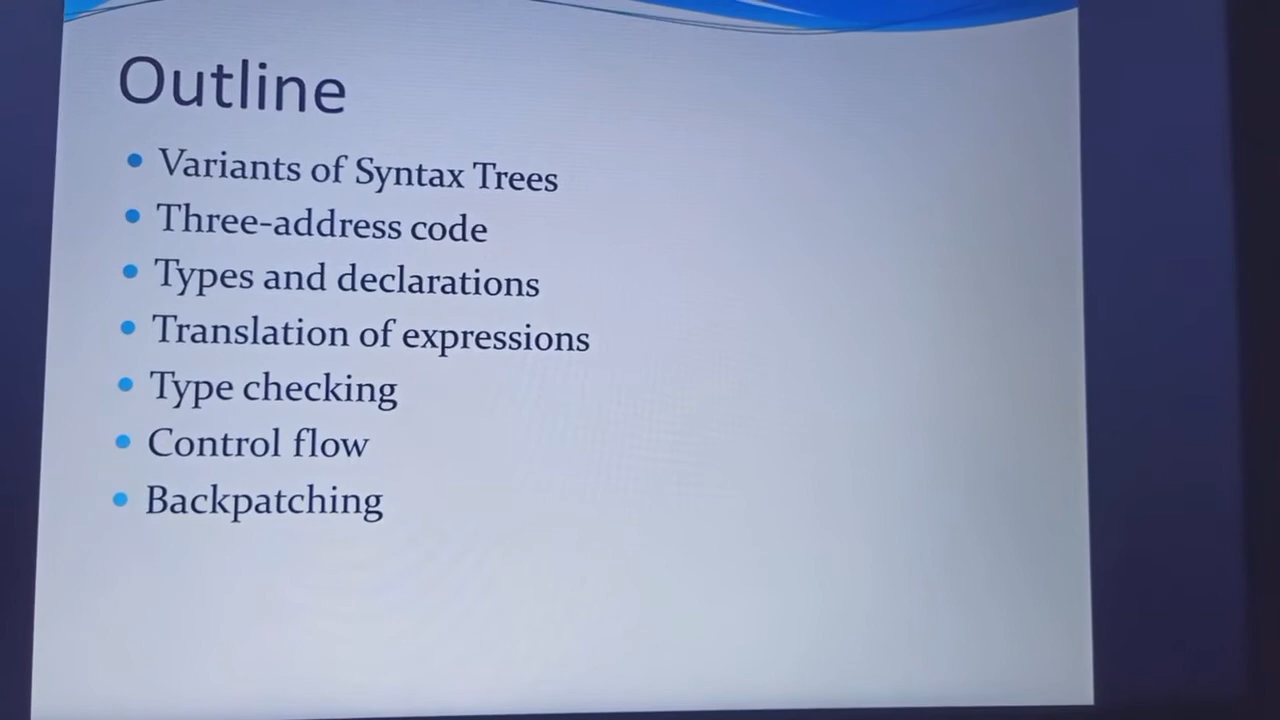 Outline
Variants of Syntax Trees
Three-address code
Types and declarations
Translation of expressions
Type checking
Control flow
Backpatching